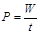 P = W/t